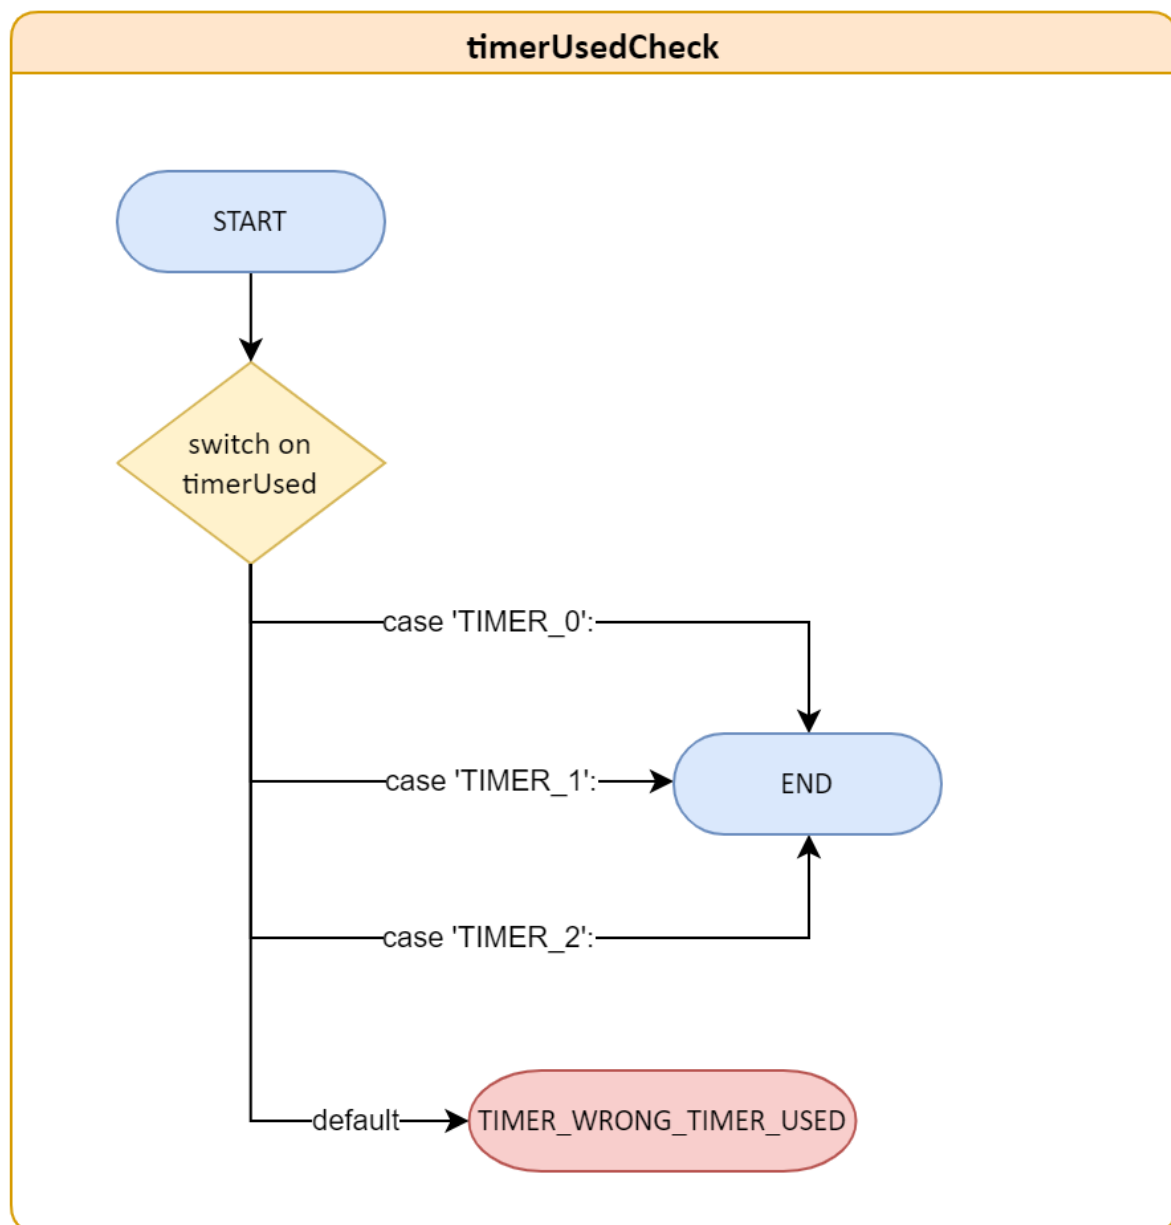 timerUsedCheck
START
switch on
timerUsed
case 'TIMER_0':
case 'TIMER_1':
END
case 'TIMER_2':
default
TIMER_WRONG_TIMER_USED